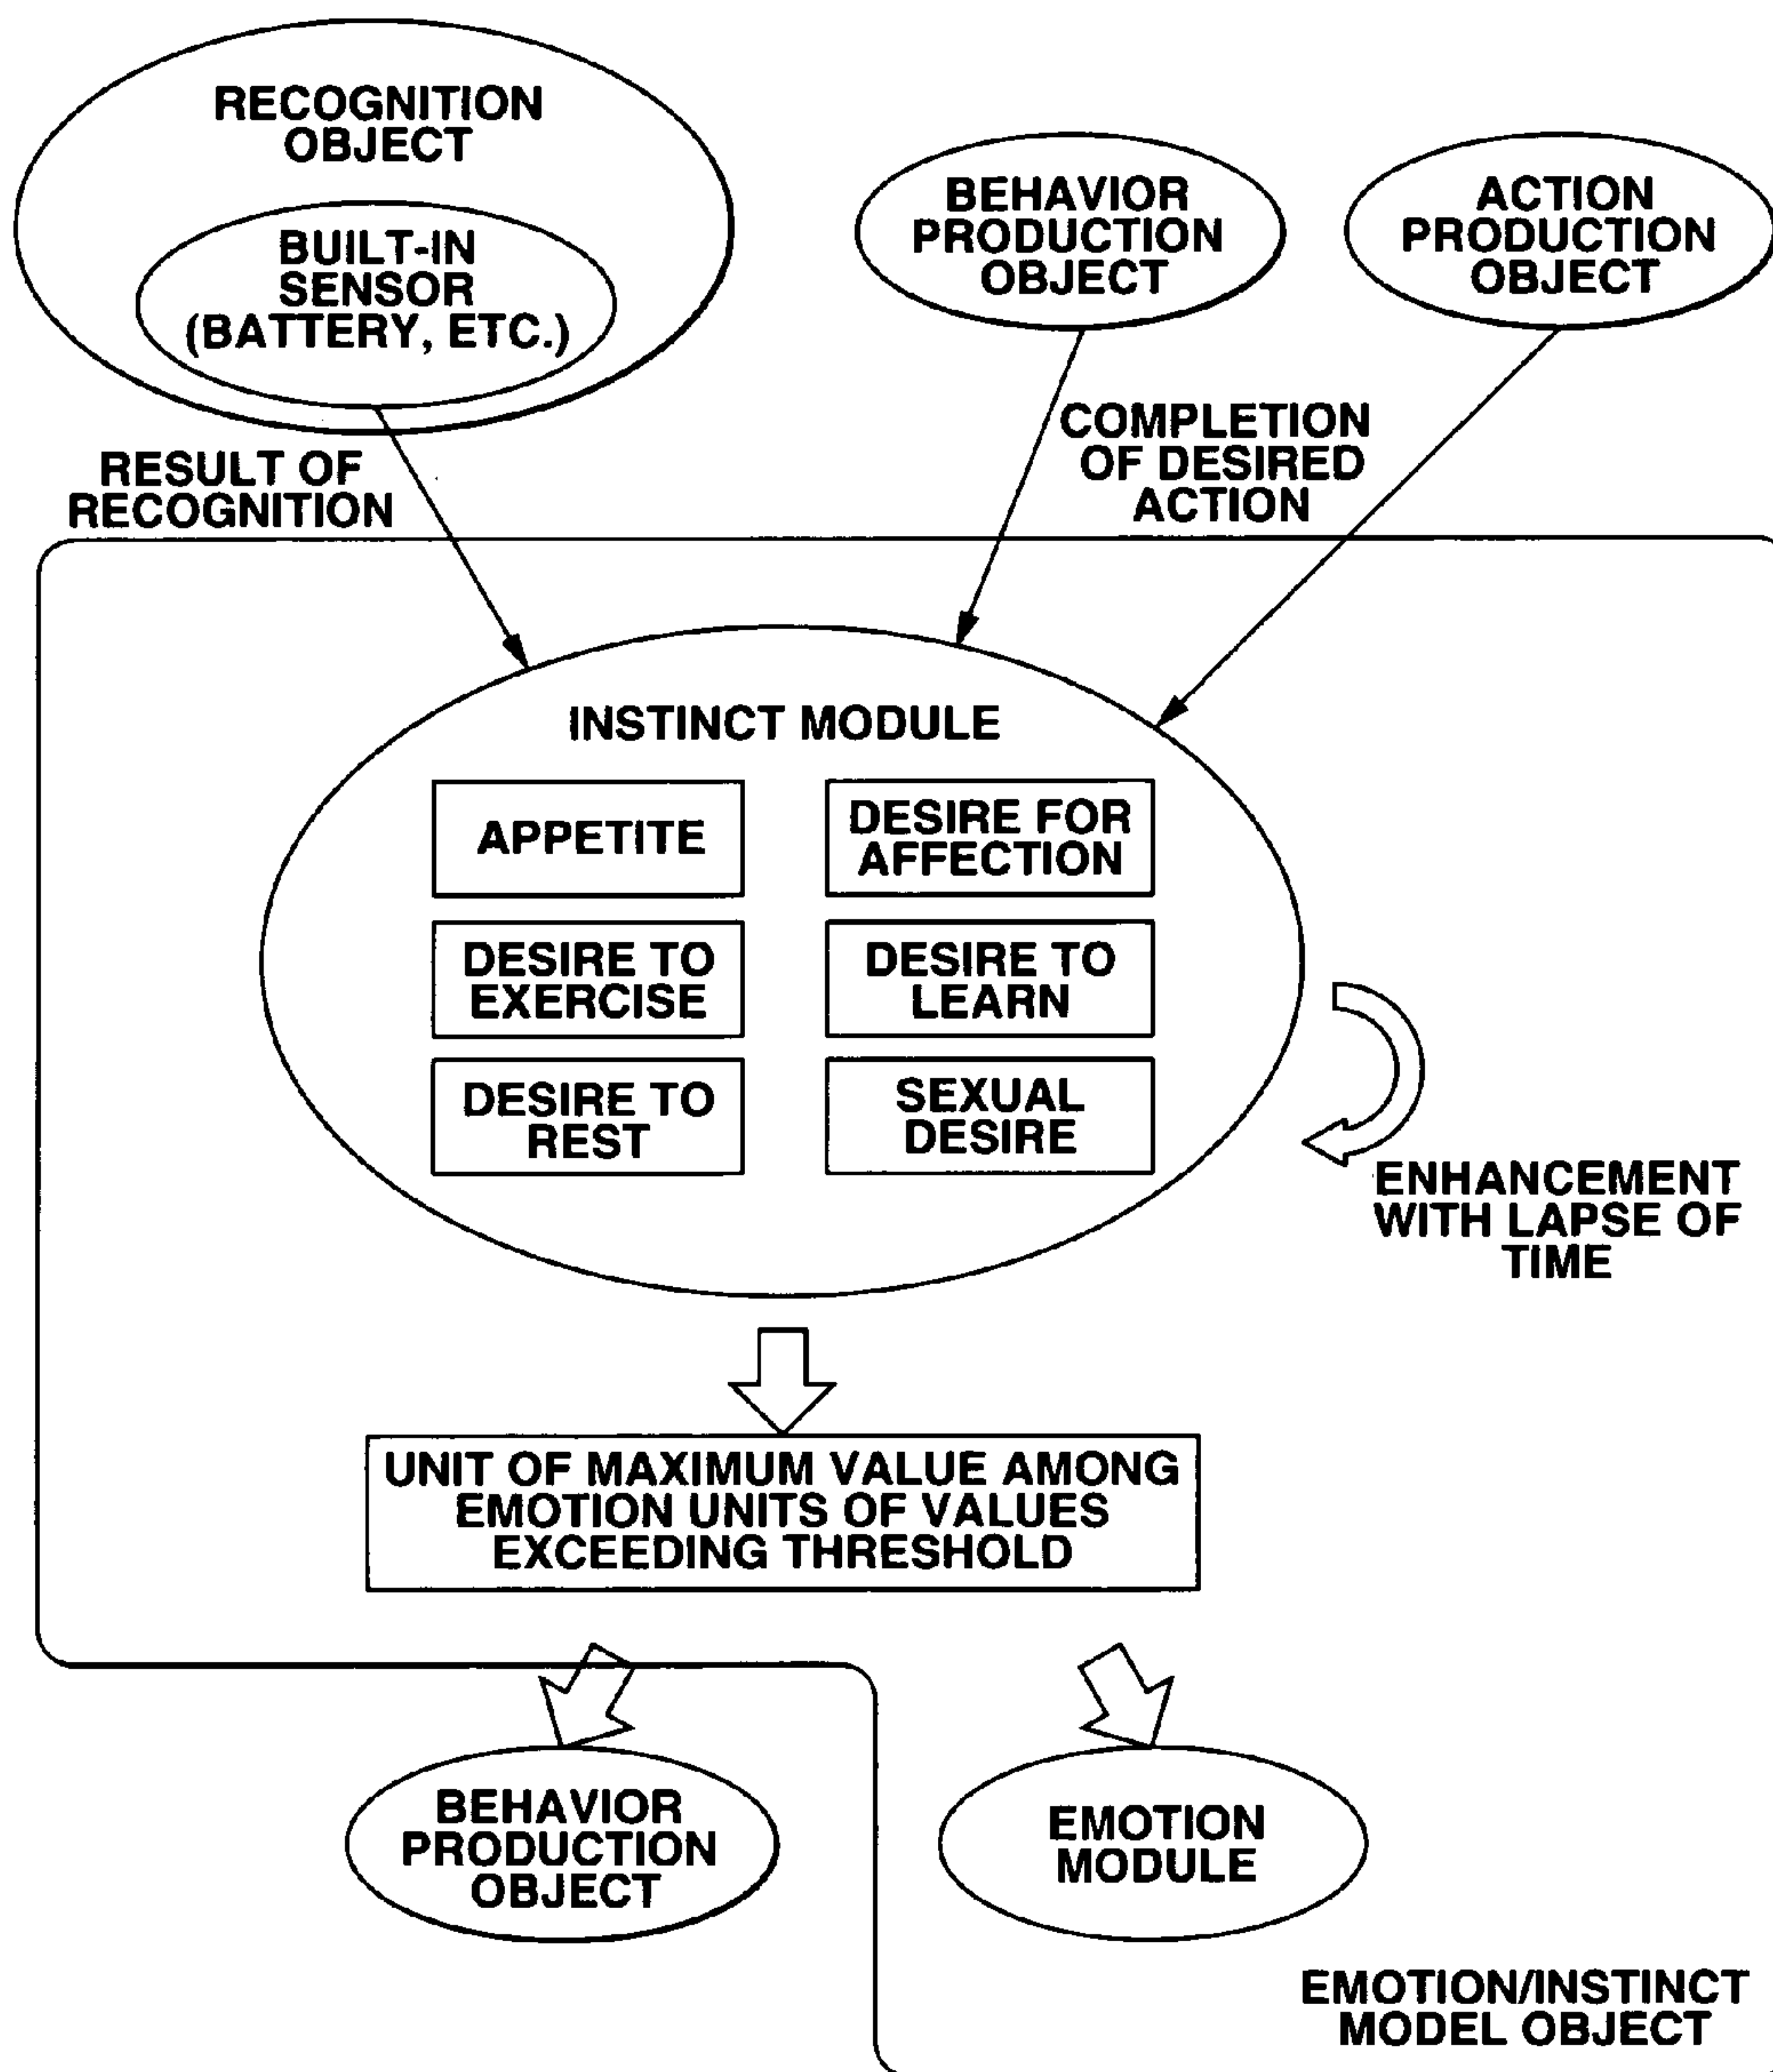 RECOGNITION
OBJECT
BUILT-IN
SENSOR
(BATTERY, ETC.)
BEHAVIOR
PRODUCTION
OBJECT
ACTION
PRODUCTION
OBJECT
RESULT OF
RECOGNITION
COMPLETION
OF DESIRED
ACTION
INSTINCT MODULE
APPETITE
DESIRE FOR
AFFECTION
DESIRE TO
EXERCISE
DESIRE TO
LEARN
DESIRE TO
REST
SEXUAL
DESIRE
ENHANCEMENT
WITH LAPSE OF
TIME
UNIT OF MAXIMUM VALUE AMONG
EMOTION UNITS OF VALUES
EXCEEDING THRESHOLD
BEHAVIOR
PRODUCTION
OBJECT
EMOTION
MODULE
EMOTION/INSTINCT
MODEL OBJECT